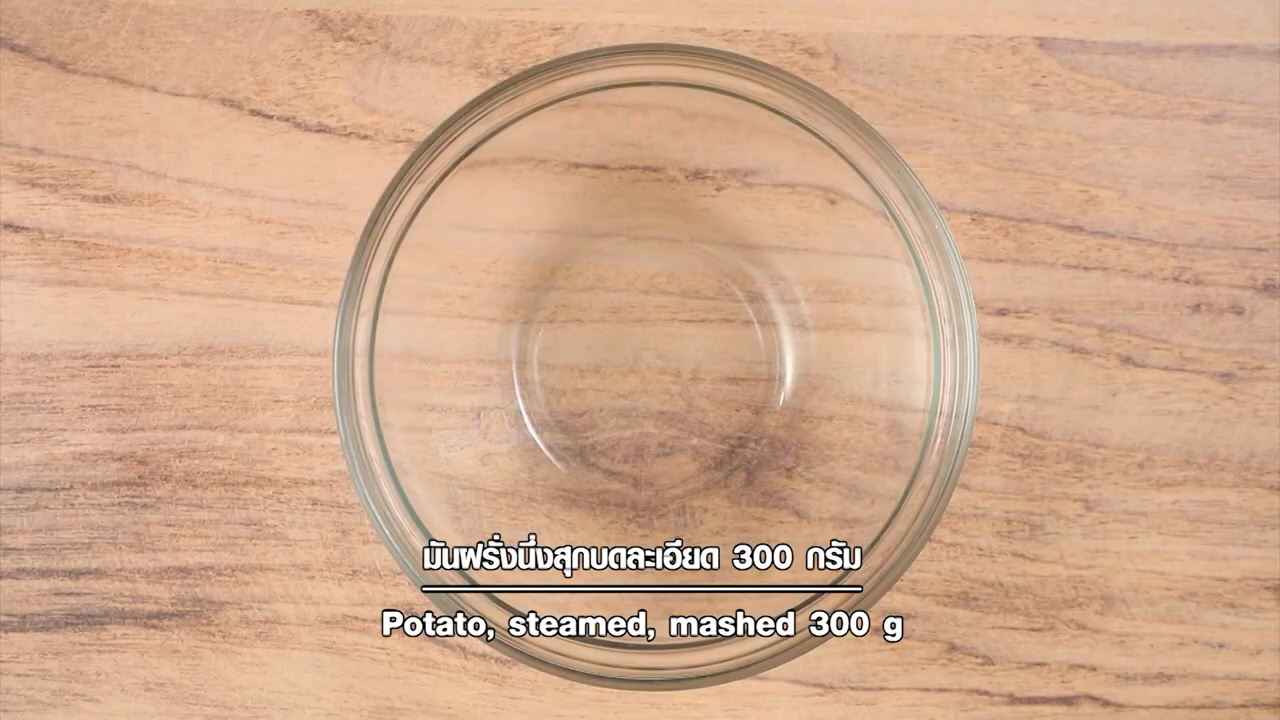 มันฝรั่งนึ่งสุกบดละเอียด 300 กรัม
Potato, steamed, mashed 300 g